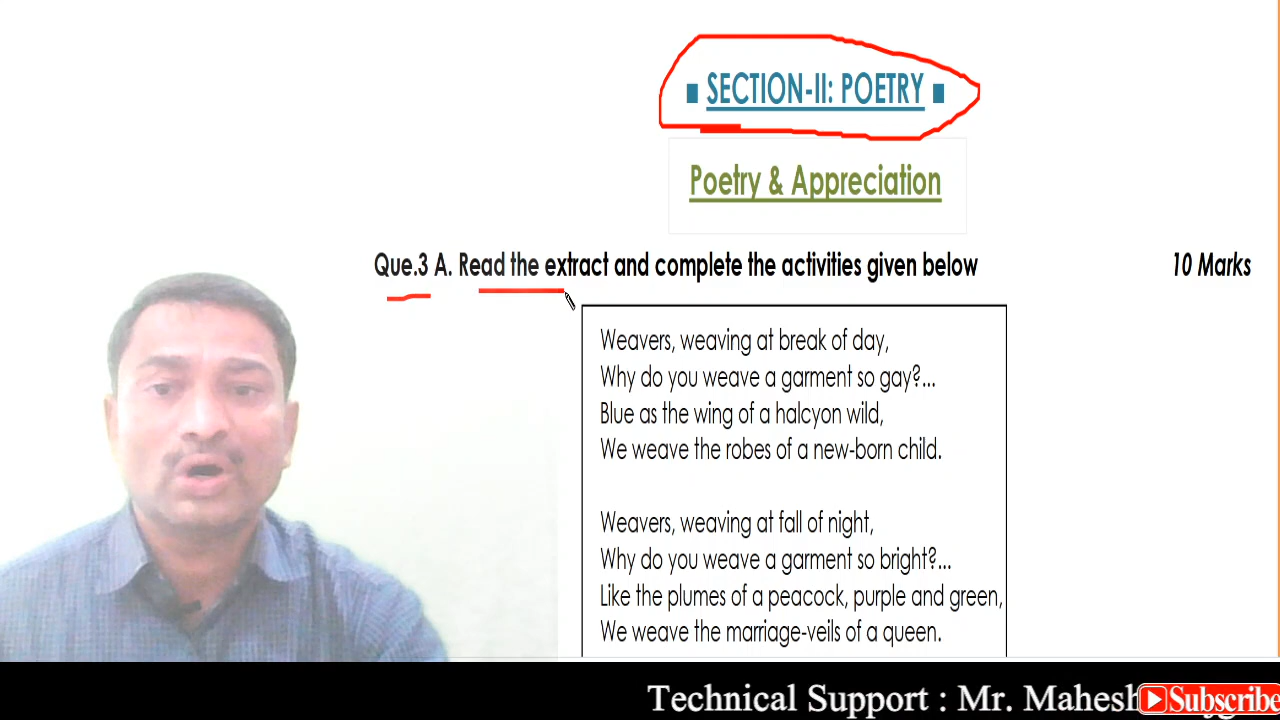 ■ SECTION-II: POETRY ■
Poetry & Appreciation
Que.3 A. Read the extract and complete the activities given below 10 Marks
Weavers, weaving at break of day,
Why do you weave a garment so gay?...
Blue as the wing of a halcyon wild,
We weave the robes of a new-born child.
Weavers, weaving at fall of night,
Why do you weave a garment so bright?...
Like the plumes of a peacock, purple and green,
We weave the marriage-veils of a queen.
Technical Support : Mr. Mahesh
Subscribe